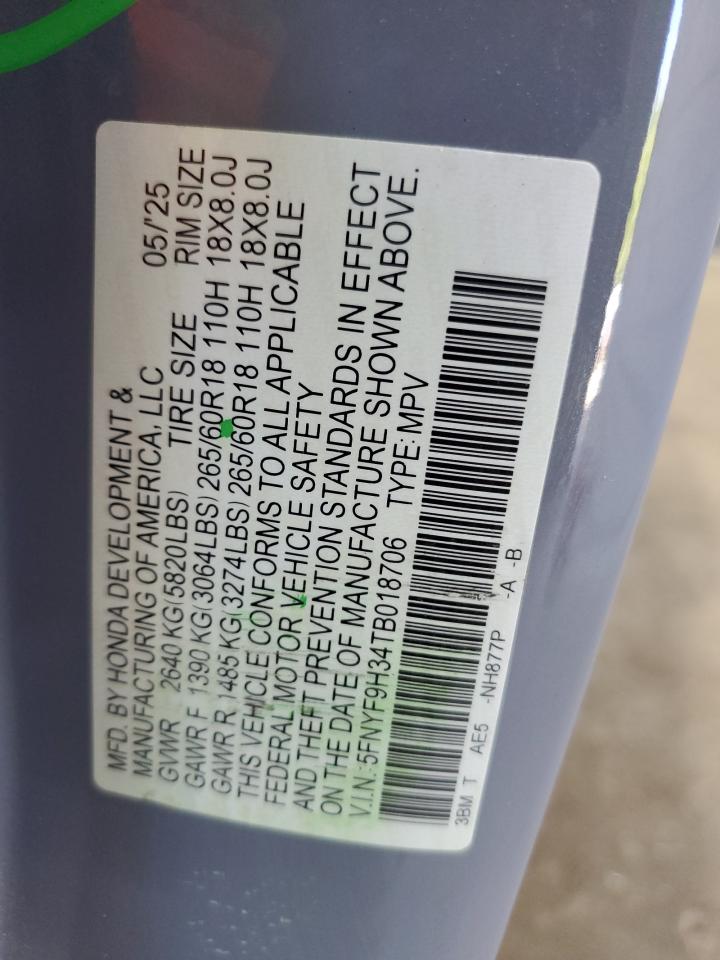 MFD. BY HONDA DEVELOPMENT &
MANUFACTURING OF AMERICA, LLC 05/'25
GVWR 2640 KG(5820LBS) TIRE SIZE RIM SIZE
GAWR F 1390 KG(3064LBS) 265/60R18 110H 18X8.0J
GAWR R 1485 KG(3274LBS) 265/60R18 110H 18X8.0J
THIS VEHICLE CONFORMS TO ALL APPLICABLE
FEDERAL MOTOR VEHICLE SAFETY
AND THEFT PREVENTION STANDARDS IN EFFECT
ON THE DATE OF MANUFACTURE SHOWN ABOVE.
V.I.N.:5FNYF9H34TB018706 TYPE:MPV
3BM T AE5 -NH877P -A -B